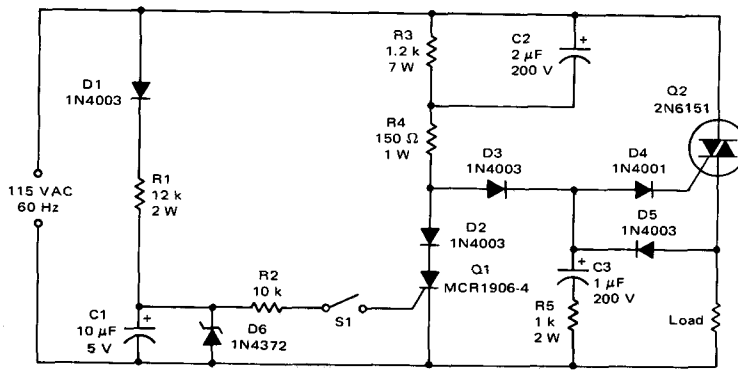 115 VAC
60 Hz
D1
1N4003
R1
12 k
2 W
+
C1
10 µF
5 V
D6
1N4372
R2
10 k
S1
R3
1.2 k
7 W
R4
150 Ω
1 W
+
C2
2 µF
200 V
D3
1N4003
D2
1N4003
Q1
MCR1906-4
D4
1N4001
Q2
2N6151
D5
1N4003
+
C3
1 µF
200 V
R5
1 k
2 W
Load